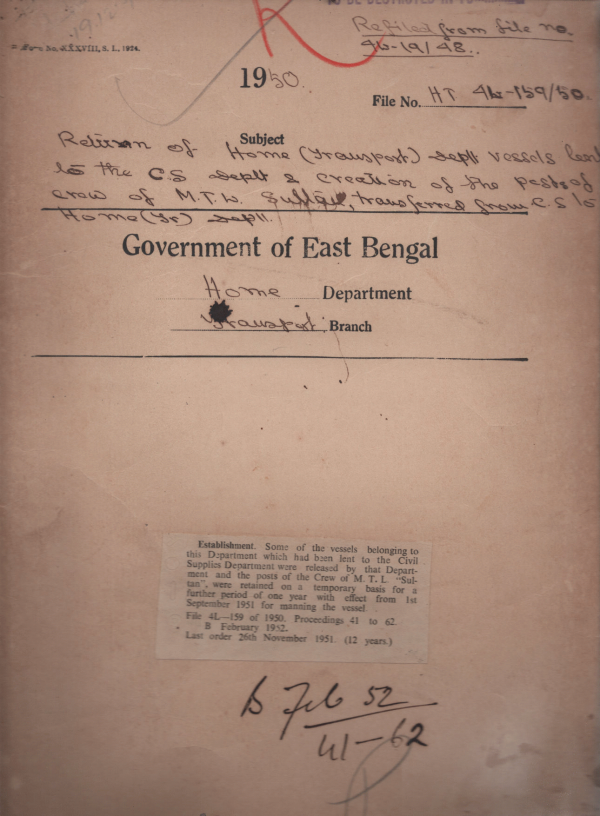 TO BE DESTROYED IN
Refiled from file no.
4L-19/48..
No. XXXVIII, S. L., 1924.
1950.
File No. HT 4L-159/50.
Subject
Return of Home (Transport) Deptt vessels lent
to the C.S Deptt & creation of the posts of
crew of M.T.L. Sultan, transferred from C.S to
Home (Tr) Deptt.
Government of East Bengal
Home Department
Transport Branch
Establishment. Some of the vessels belonging to
this Department which had been lent to the Civil
Supplies Department were released by that Depart-
ment and the posts of the Crew of M. T. L. “Sul-
tan”, were retained on a temporary basis for a
further period of one year with effect from 1st
September 1951 for manning the vessel
File 4L—159 of 1950. Proceedings 41 to 62.
B February 1952.
Last order 26th November 1951. (12 years.)
B Feb 52
41-62